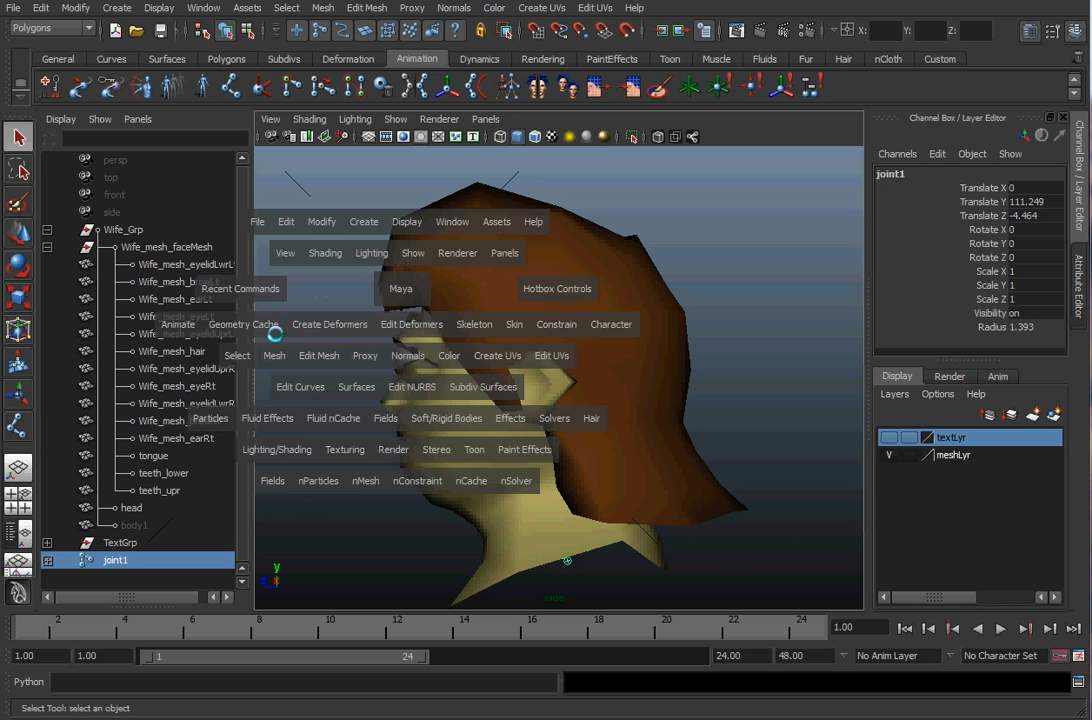 File Edit Modify Create Display Window Assets Select Mesh Edit Mesh Proxy Normals Color Create UVs Edit UVs Help
Polygons X: Y: Z:
General Curves Surfaces Polygons Subdivs Deformation Animation Dynamics Rendering PaintEffects Toon Muscle Fluids Fur Hair nCloth Custom
Display Show Panels
View Shading Lighting Show Renderer Panels
Channel Box / Layer Editor
Channels Edit Object Show
persp
top
front
side
Wife_Grp
Wife_mesh_faceMesh
Wife_mesh_eyelidLwrL
Wife_mesh_hair
Wife_mesh_eyeRt
Wife_mesh_earRt
tongue
teeth_lower
teeth_upr
head
body1
TextGrp
joint1
File Edit Modify Create Display Window Assets Help
View Shading Lighting Show Renderer Panels
Recent Commands Maya Hotbox Controls
Animate Geometry Cache Create Deformers Edit Deformers Skeleton Skin Constrain Character
Select Mesh Edit Mesh Proxy Normals Color Create UVs Edit UVs
Edit Curves Surfaces Edit NURBS Subdiv Surfaces
Particles Fluid Effects Fluid nCache Fields Soft/Rigid Bodies Effects Solvers Hair
Lighting/Shading Texturing Render Stereo Toon Paint Effects
Fields nParticles nMesh nConstraint nCache nSolver
y
z x
side
joint1
Translate X 0
Translate Y 111.249
Translate Z -4.464
Rotate X 0
Rotate Y 0
Rotate Z 0
Scale X 1
Scale Y 1
Scale Z 1
Visibility on
Radius 1.393
Display Render Anim
Layers Options Help
textLyr
V meshLyr
Channel Box / Layer Editor
Attribute Editor
2 4 6 8 10 12 14 16 18 20 22 24
1.00
1.00 1.00 1 24 24.00 48.00 No Anim Layer No Character Set
Python
Select Tool: select an object